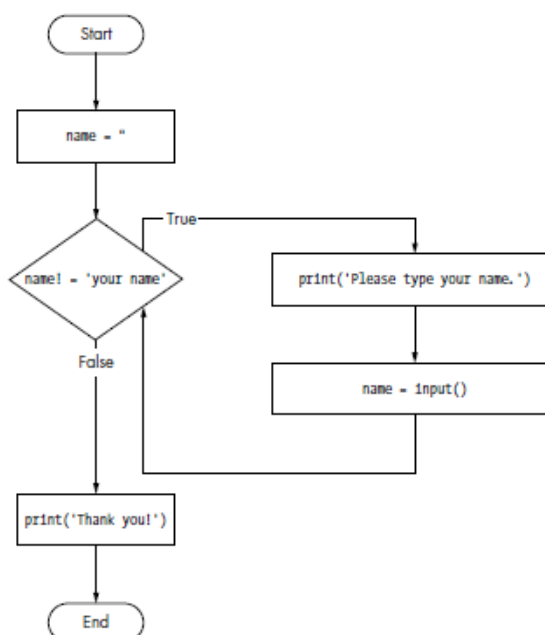 Start
name = "
True
name! = 'your name'
print('Please type your name.')
False
name = input()
print('Thank you!')
End